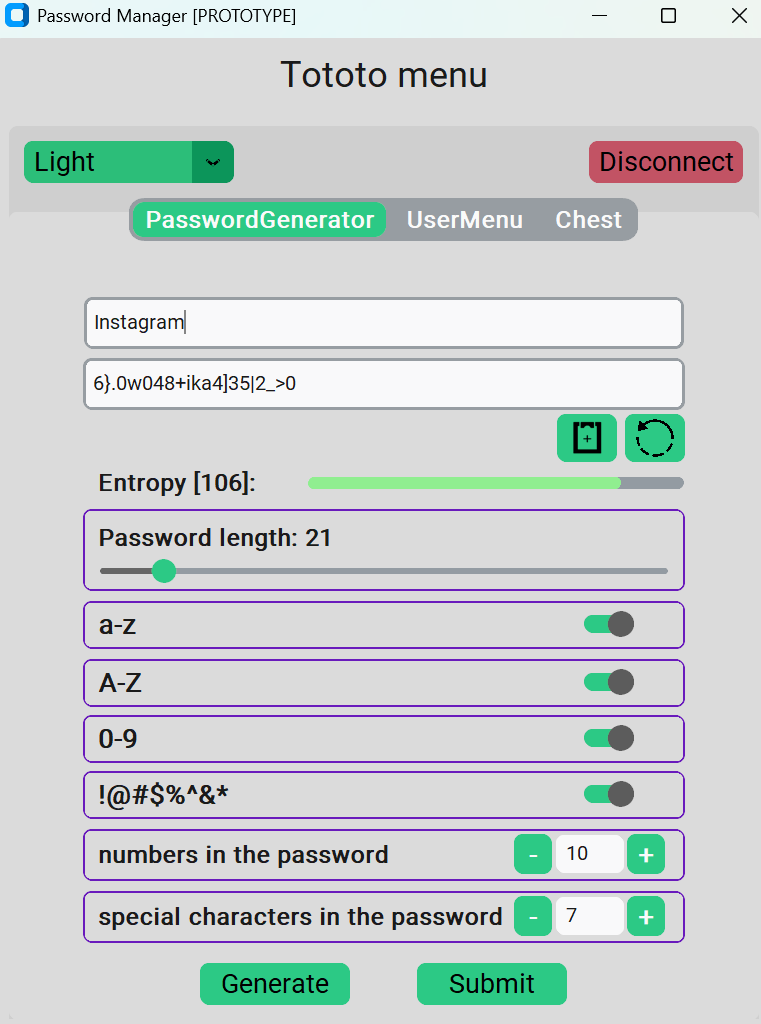 Password Manager [PROTOTYPE]
Tototo menu
Light
Disconnect
PasswordGenerator UserMenu Chest
Instagram
6}.0w048+ika4]35|2_>0
Entropy [106]:
Password length: 21
a-z
A-Z
0-9
!@#$%^&*
numbers in the password - 10 +
special characters in the password - 7 +
Generate Submit